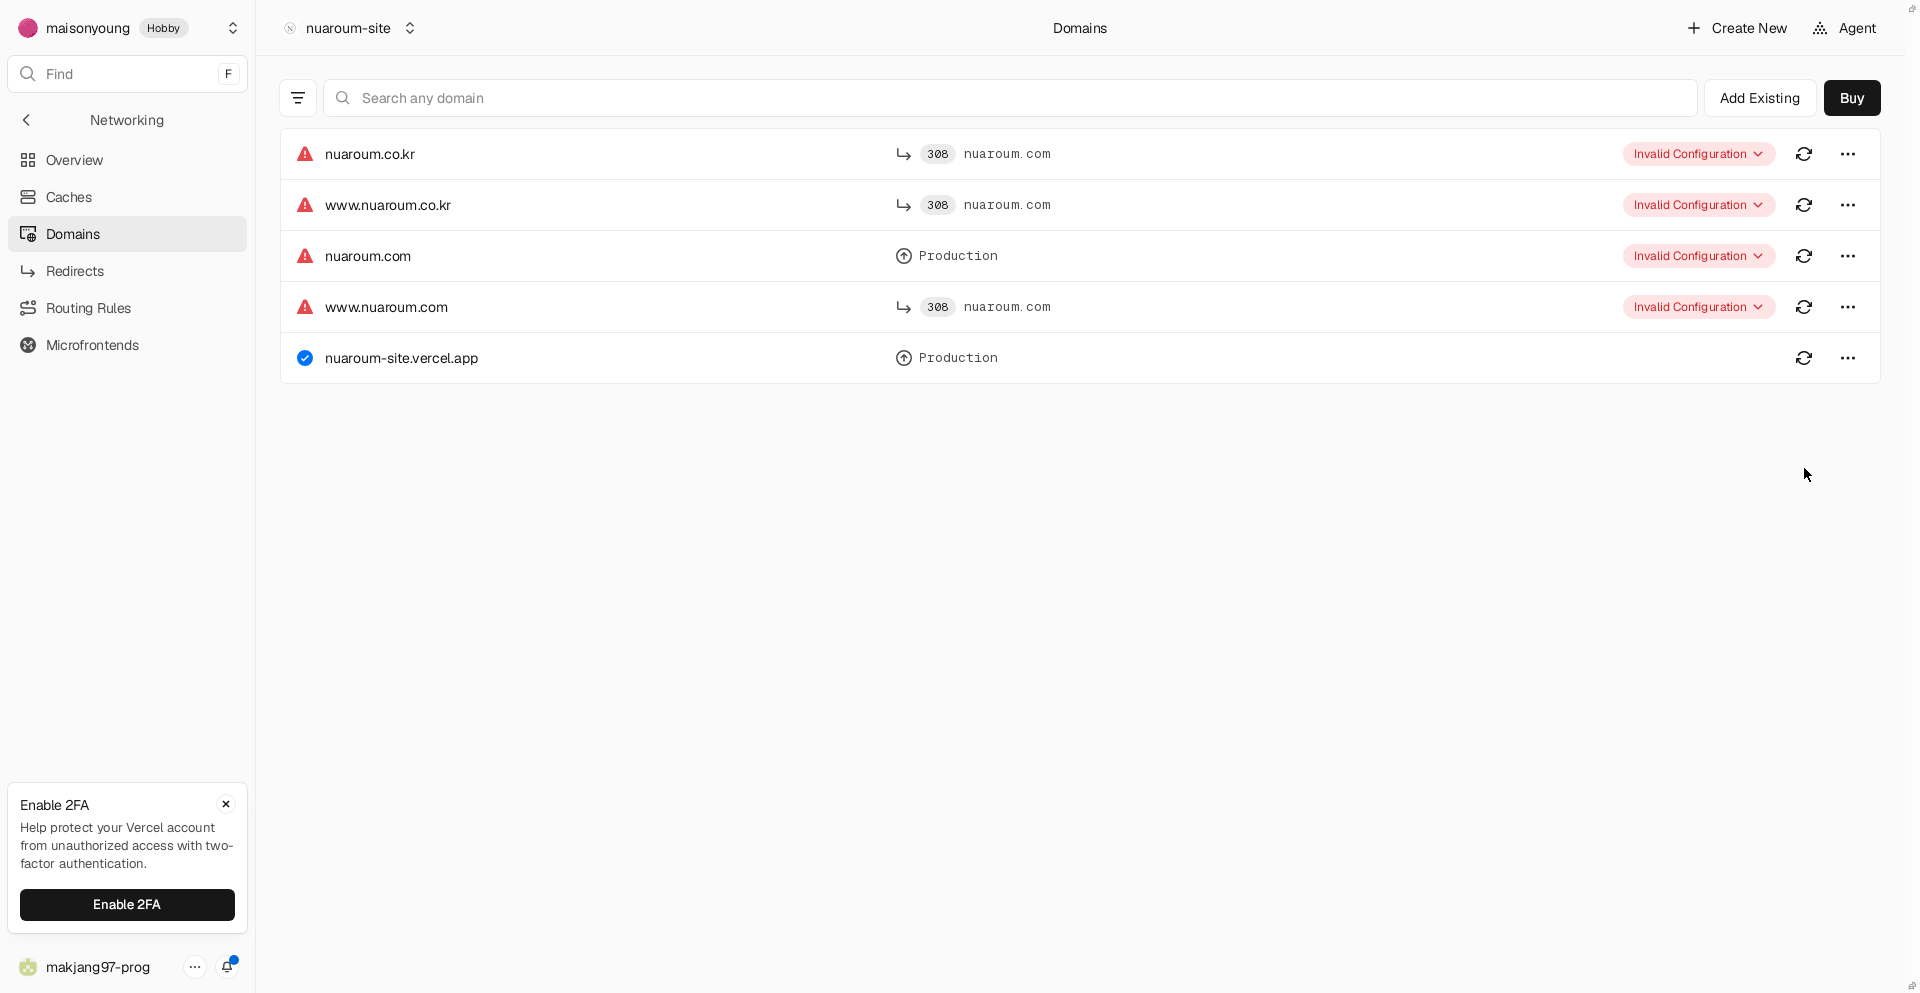 maisonyoung Hobby
nuaroum-site
Domains
Create New
Agent
Find F
Networking
Overview
Caches
Domains
Redirects
Routing Rules
Microfrontends
Search any domain
Add Existing
Buy
nuaroum.co.kr 308 nuaroum.com Invalid Configuration
www.nuaroum.co.kr 308 nuaroum.com Invalid Configuration
nuaroum.com Production Invalid Configuration
www.nuaroum.com 308 nuaroum.com Invalid Configuration
nuaroum-site.vercel.app Production
Enable 2FA
Help protect your Vercel account
from unauthorized access with two-
factor authentication.
Enable 2FA
makjang97-prog